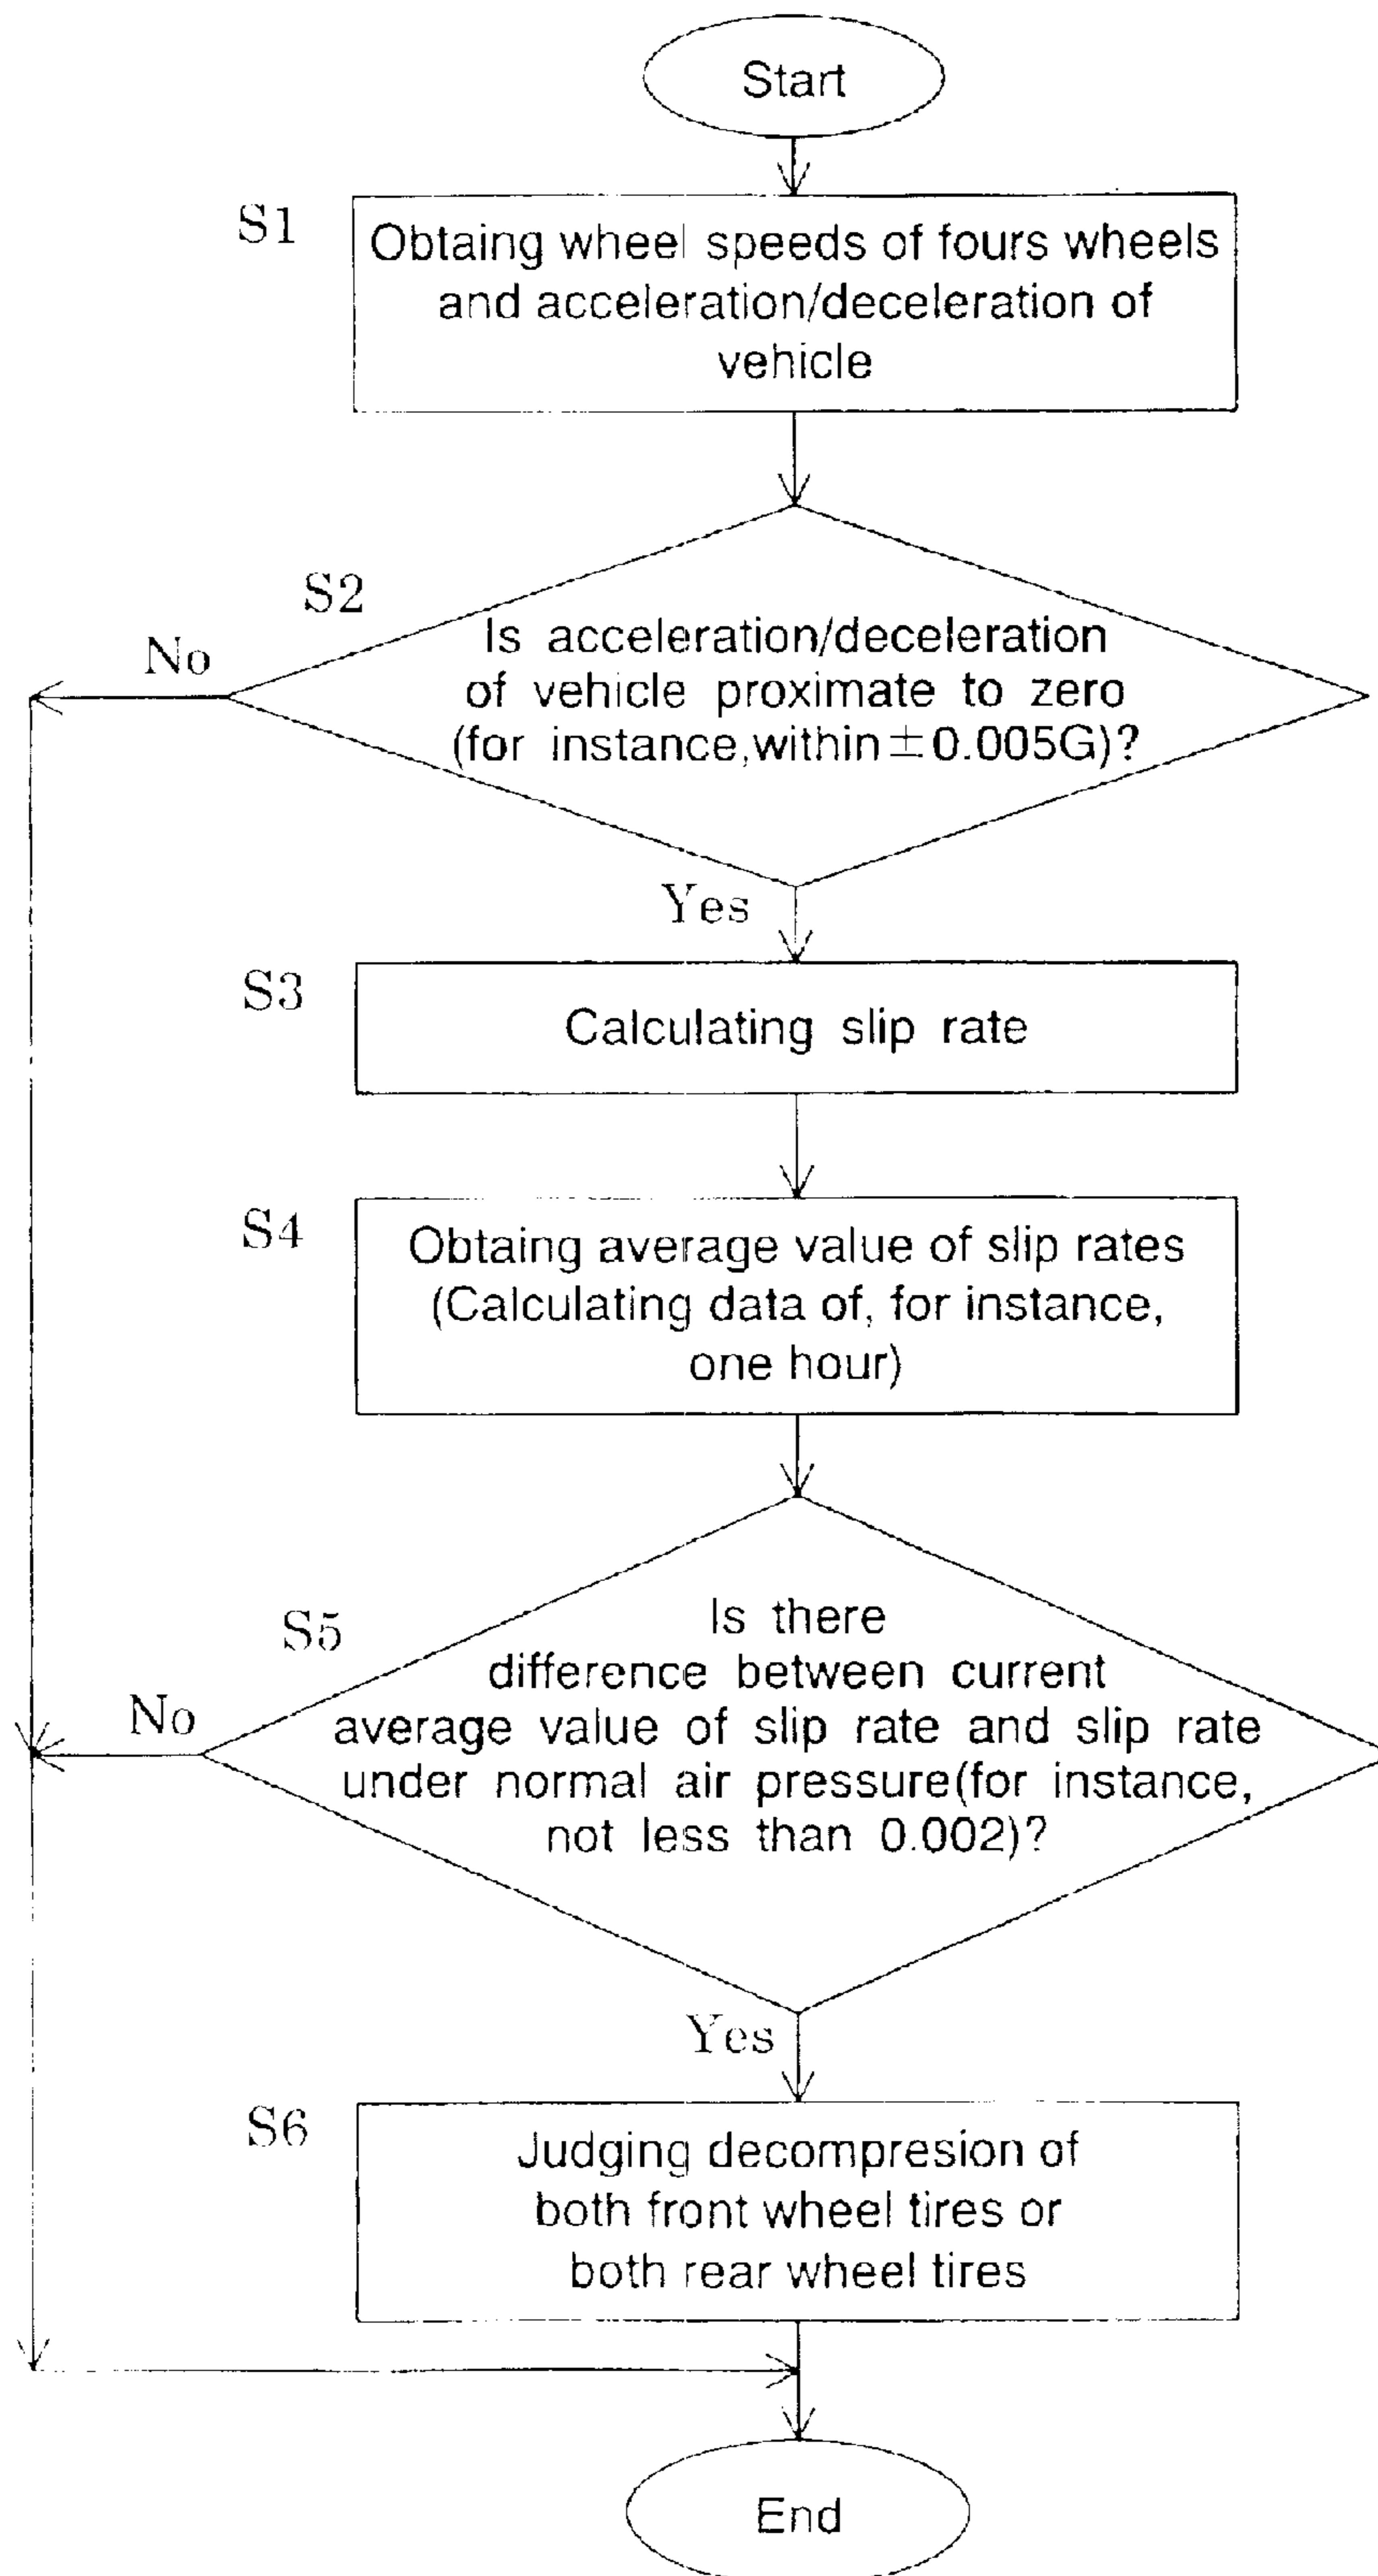 Start
S1
Obtaing wheel speeds of fours wheels
and acceleration/deceleration of
vehicle
S2
No
Is acceleration/deceleration
of vehicle proximate to zero
(for instance,within±0.005G)?
Yes
S3
Calculating slip rate
S4
Obtaing average value of slip rates
(Calculating data of, for instance,
one hour)
S5
No
Is there
difference between current
average value of slip rate and slip rate
under normal air pressure(for instance,
not less than 0.002)?
Yes
S6
Judging decompresion of
both front wheel tires or
both rear wheel tires
End